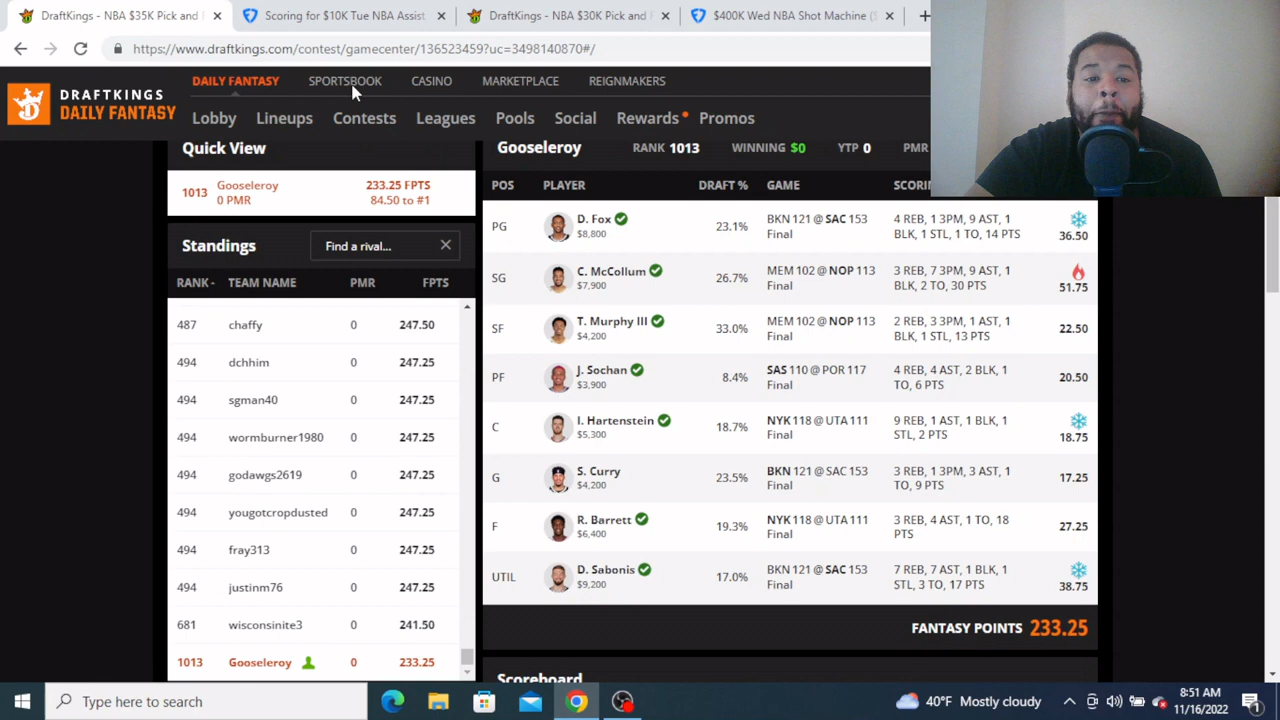 DraftKings - NBA $35K Pick and F
Scoring for $10K Tue NBA Assist
DraftKings - NBA $30K Pick and F
$400K Wed NBA Shot Machine ($
https://www.draftkings.com/contest/gamecenter/136523459?uc=3498140870#/
DRAFTKINGS
DAILY FANTASY
DAILY FANTASY SPORTSBOOK CASINO MARKETPLACE REIGNMAKERS
Lobby Lineups Contests Leagues Pools Social Rewards Promos
Quick View
1013 Gooseleroy 233.25 FPTS
0 PMR 84.50 to #1
Standings Find a rival...
RANK TEAM NAME PMR FPTS
487 chaffy 0 247.50
494 dchhim 0 247.25
494 sgman40 0 247.25
494 wormburner1980 0 247.25
494 godawgs2619 0 247.25
494 yougotcropdusted 0 247.25
494 fray313 0 247.25
494 justinm76 0 247.25
681 wisconsinite3 0 241.50
1013 Gooseleroy 0 233.25
Gooseleroy RANK 1013 WINNING $0 YTP 0 PMR
POS PLAYER DRAFT % GAME SCORIN
PG D. Fox $8,800 23.1% BKN 121 @ SAC 153 Final 4 REB, 1 3PM, 9 AST, 1 BLK, 1 STL, 1 TO, 14 PTS 36.50
SG C. McCollum $7,900 26.7% MEM 102 @ NOP 113 Final 3 REB, 7 3PM, 9 AST, 1 BLK, 2 TO, 30 PTS 51.75
SF T. Murphy III $4,200 33.0% MEM 102 @ NOP 113 Final 2 REB, 3 3PM, 1 AST, 1 BLK, 1 STL, 13 PTS 22.50
PF J. Sochan $3,900 8.4% SAS 110 @ POR 117 Final 4 REB, 4 AST, 2 BLK, 1 TO, 6 PTS 20.50
C I. Hartenstein $5,300 18.7% NYK 118 @ UTA 111 Final 9 REB, 1 AST, 1 BLK, 1 STL, 2 PTS 18.75
G S. Curry $4,200 23.5% BKN 121 @ SAC 153 Final 3 REB, 1 3PM, 3 AST, 1 TO, 9 PTS 17.25
F R. Barrett $6,400 19.3% NYK 118 @ UTA 111 Final 3 REB, 4 AST, 1 TO, 18 PTS 27.25
UTIL D. Sabonis $9,200 17.0% BKN 121 @ SAC 153 Final 7 REB, 7 AST, 1 BLK, 1 STL, 3 TO, 17 PTS 38.75
FANTASY POINTS 233.25
Scoreboard
Type here to search
40°F Mostly cloudy
8:51 AM
11/16/2022
1